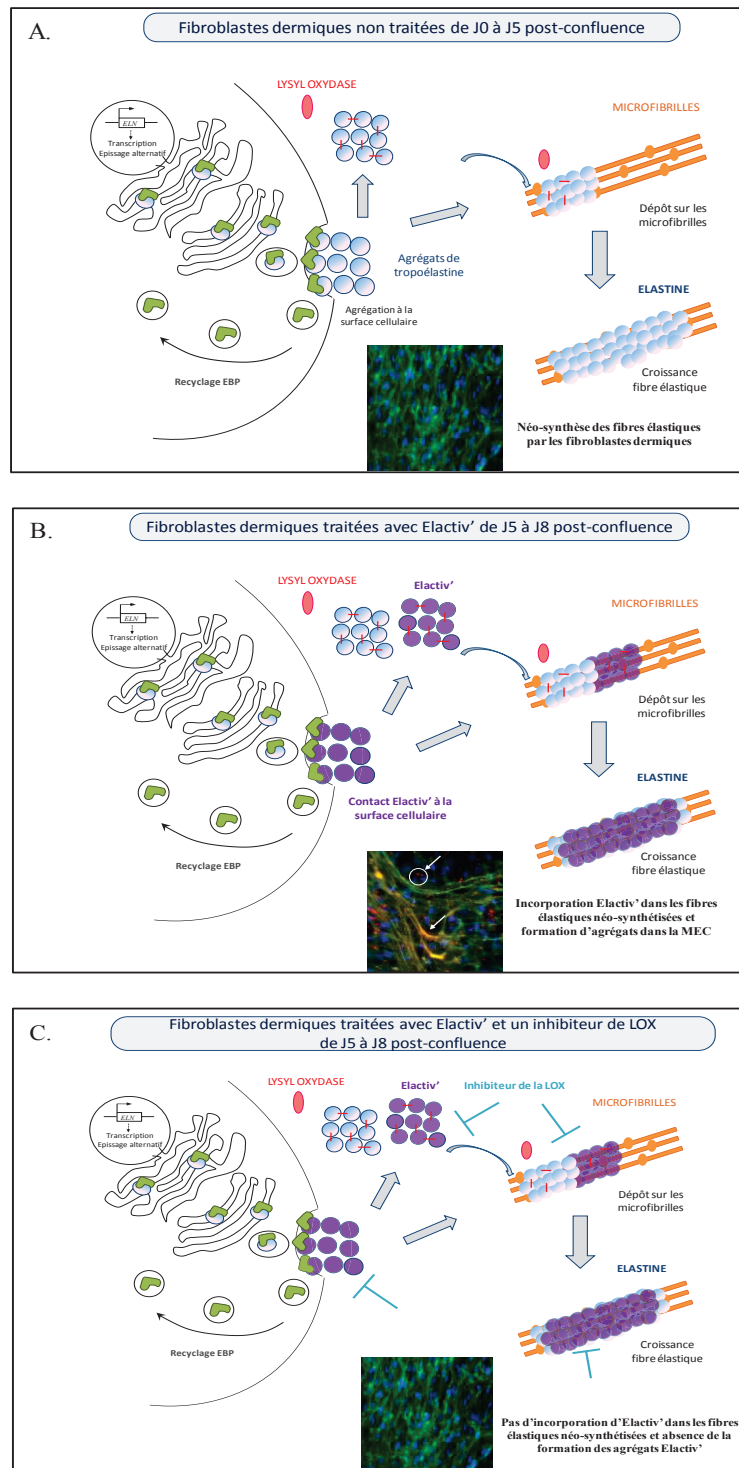 A.
Fibroblastes dermiques non traitées de J0 à J5 post-confluence
LYSYL OXYDASE
MICROFIBRILLES
ELN
Transcription
Epissage alternatif
Dépôt sur les
microfibrilles
Agrégats de
tropoélastine
ELASTINE
Agrégation à la
surface cellulaire
Recyclage EBP
Croissance
fibre élastique
Néo-synthèse des fibres élastiques
par les fibroblastes dermiques
B.
Fibroblastes dermiques traitées avec Elactiv’ de J5 à J8 post-confluence
LYSYL OXYDASE
Elactiv’
MICROFIBRILLES
ELN
Transcription
Epissage alternatif
Dépôt sur les
microfibrilles
ELASTINE
Contact Elactiv’ à la
surface cellulaire
Recyclage EBP
Croissance
fibre élastique
Incorporation Elactiv’ dans les fibres
élastiques néo-synthétisées et
formation d’agrégats dans la MEC
C.
Fibroblastes dermiques traitées avec Elactiv’ et un inhibiteur de LOX
de J5 à J8 post-confluence
LYSYL OXYDASE
Elactiv’
Inhibiteur de la LOX
MICROFIBRILLES
ELN
Transcription
Epissage alternatif
Dépôt sur les
microfibrilles
ELASTINE
Recyclage EBP
Croissance
fibre élastique
Pas d’incorporation d’Elactiv’ dans les fibres
élastiques néo-synthétisées et absence de la
formation des agrégats Elactiv’